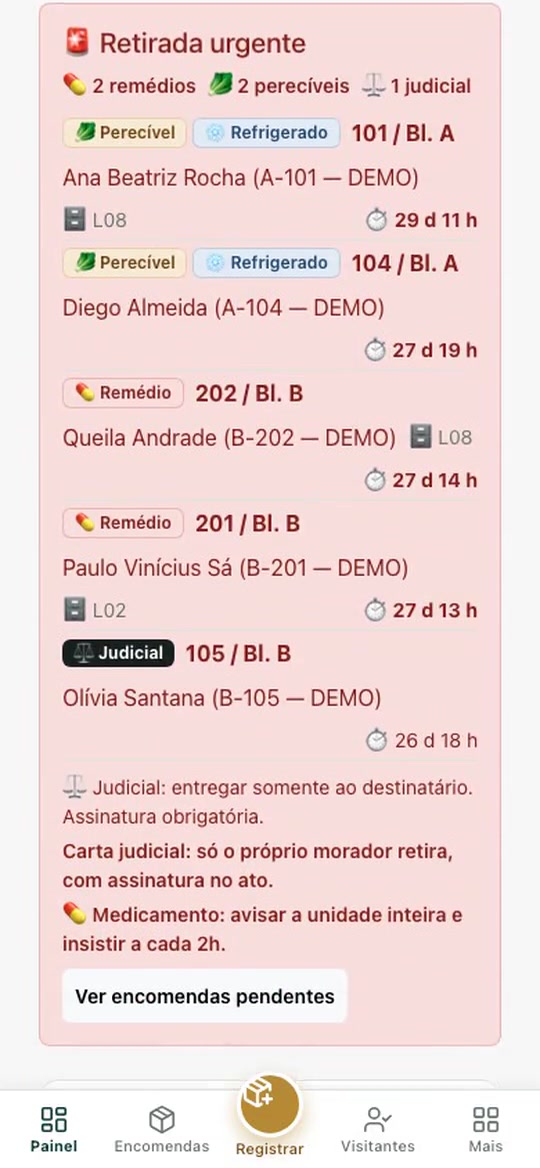 🚨 Retirada urgente
💊 2 remédios 🥬 2 perecíveis ⚖️ 1 judicial
🥬 Perecível ❄️ Refrigerado 101 / Bl. A
Ana Beatriz Rocha (A-101 — DEMO)
🗄️ L08 ⏱️ 29 d 11 h
🥬 Perecível ❄️ Refrigerado 104 / Bl. A
Diego Almeida (A-104 — DEMO)
⏱️ 27 d 19 h
💊 Remédio 202 / Bl. B
Queila Andrade (B-202 — DEMO) 🗄️ L08
⏱️ 27 d 14 h
💊 Remédio 201 / Bl. B
Paulo Vinícius Sá (B-201 — DEMO)
🗄️ L02 ⏱️ 27 d 13 h
⚖️ Judicial 105 / Bl. B
Olívia Santana (B-105 — DEMO)
⏱️ 26 d 18 h
⚖️ Judicial: entregar somente ao destinatário.
Assinatura obrigatória.
Carta judicial: só o próprio morador retira,
com assinatura no ato.
💊 Medicamento: avisar a unidade inteira e
insistir a cada 2h.
Ver encomendas pendentes
Painel Encomendas Registrar Visitantes Mais